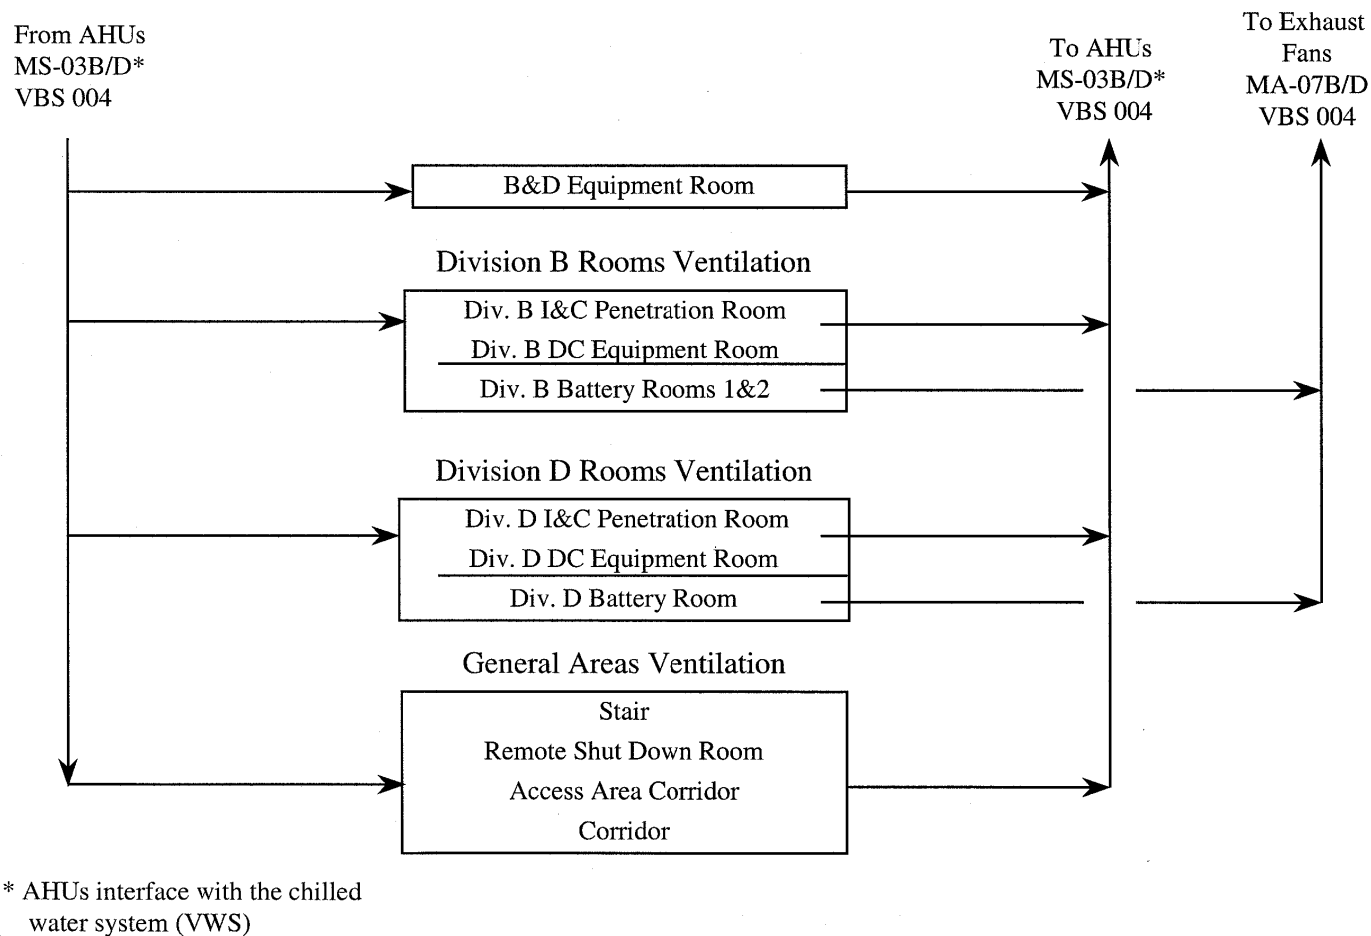 From AHUs
MS-03B/D*
VBS 004
To AHUs
MS-03B/D*
VBS 004
To Exhaust
Fans
MA-07B/D
VBS 004
B&D Equipment Room
Division B Rooms Ventilation
Div. B I&C Penetration Room
Div. B DC Equipment Room
Div. B Battery Rooms 1&2
Division D Rooms Ventilation
Div. D I&C Penetration Room
Div. D DC Equipment Room
Div. D Battery Room
General Areas Ventilation
Stair
Remote Shut Down Room
Access Area Corridor
Corridor
* AHUs interface with the chilled
water system (VWS)